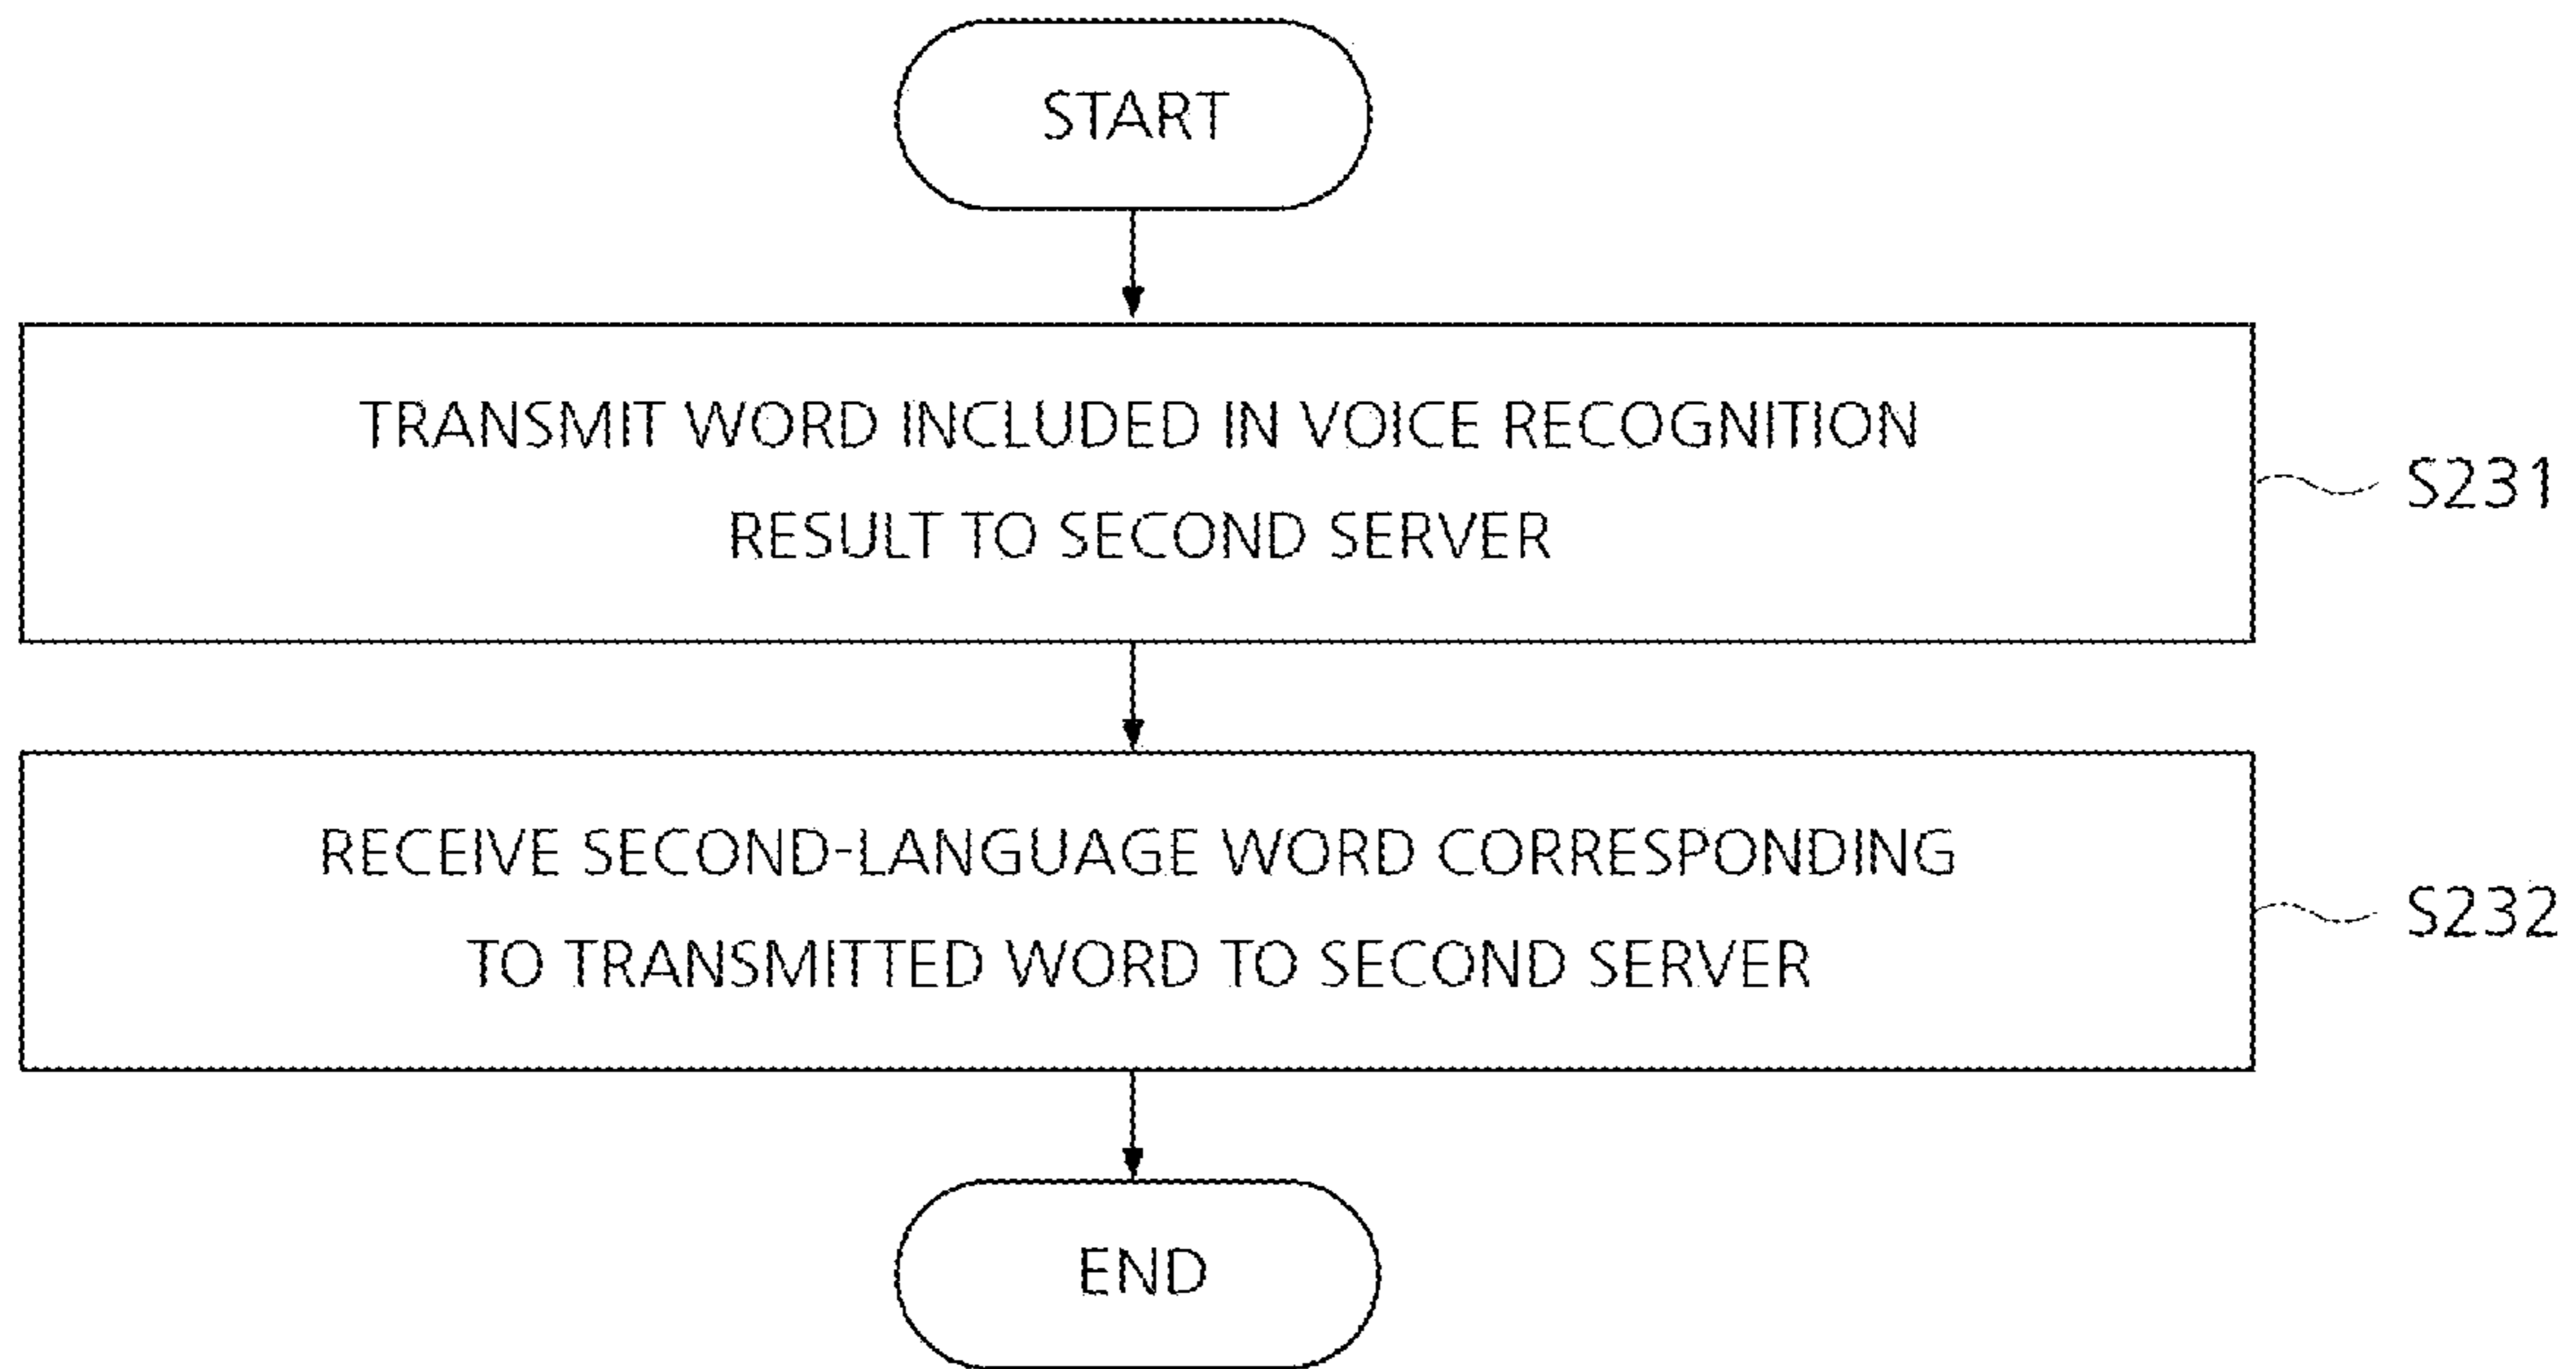 START
TRANSMIT WORD INCLUDED IN VOICE RECOGNITION
RESULT TO SECOND SERVER
S231
RECEIVE SECOND-LANGUAGE WORD CORRESPONDING
TO TRANSMITTED WORD TO SECOND SERVER
S232
END